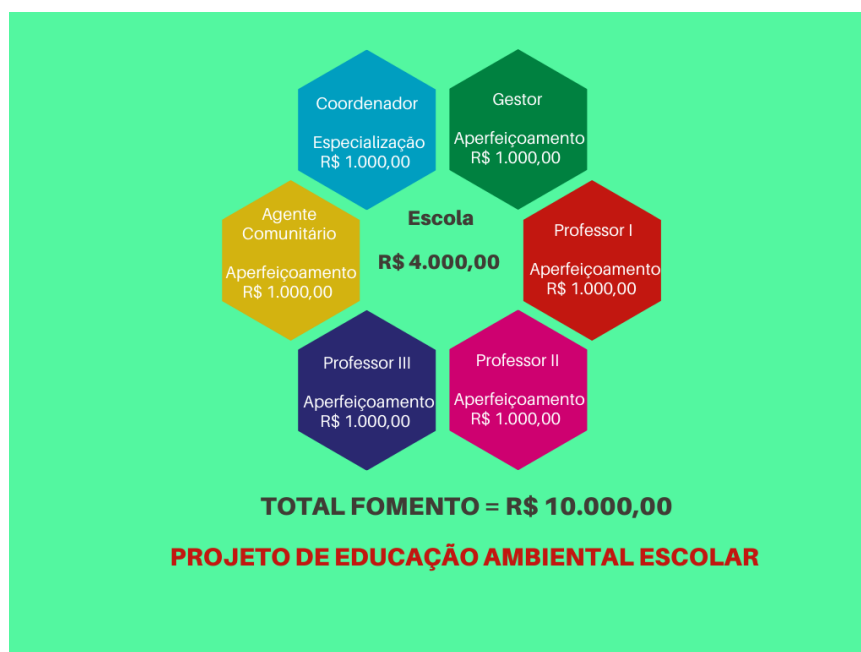 Coordenador
Especialização
R$ 1.000,00
Gestor
Aperfeiçoamento
R$ 1.000,00
Agente
Comunitário
Aperfeiçoamento
R$ 1.000,00
Escola
R$ 4.000,00
Professor I
Aperfeiçoamento
R$ 1.000,00
Professor III
Aperfeiçoamento
R$ 1.000,00
Professor II
Aperfeiçoamento
R$ 1.000,00
TOTAL FOMENTO = R$ 10.000,00
PROJETO DE EDUCAÇÃO AMBIENTAL ESCOLAR